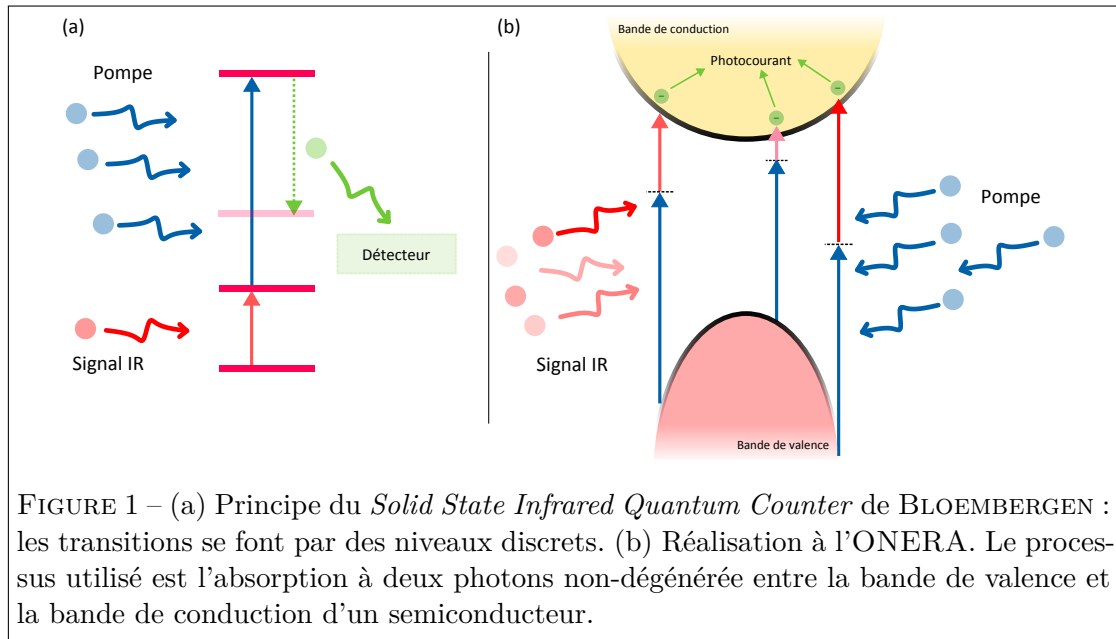 (a)
Pompe
Détecteur
Signal IR
(b)
Bande de conduction
Photocourant
−
−
−
Pompe
Signal IR
Bande de valence
FIGURE 1 – (a) Principe du Solid State Infrared Quantum Counter de BLOEMBERGEN :
les transitions se font par des niveaux discrets. (b) Réalisation à l'ONERA. Le proces-
sus utilisé est l'absorption à deux photons non-dégénérée entre la bande de valence et
la bande de conduction d'un semiconducteur.